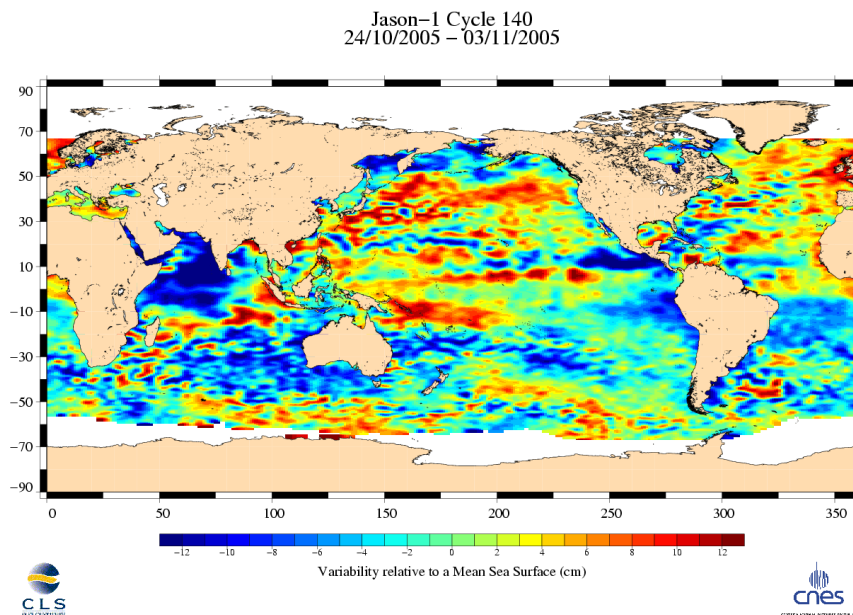 Jason−1 Cycle 140
24/10/2005 − 03/11/2005
90
70
50
30
10
−10
−30
−50
−70
−90
0 50 100 150 200 250 300 350
−12 −10 −8 −6 −4 −2 0 2 4 6 8 10 12
Variability relative to a Mean Sea Surface (cm)
CLS
cnes